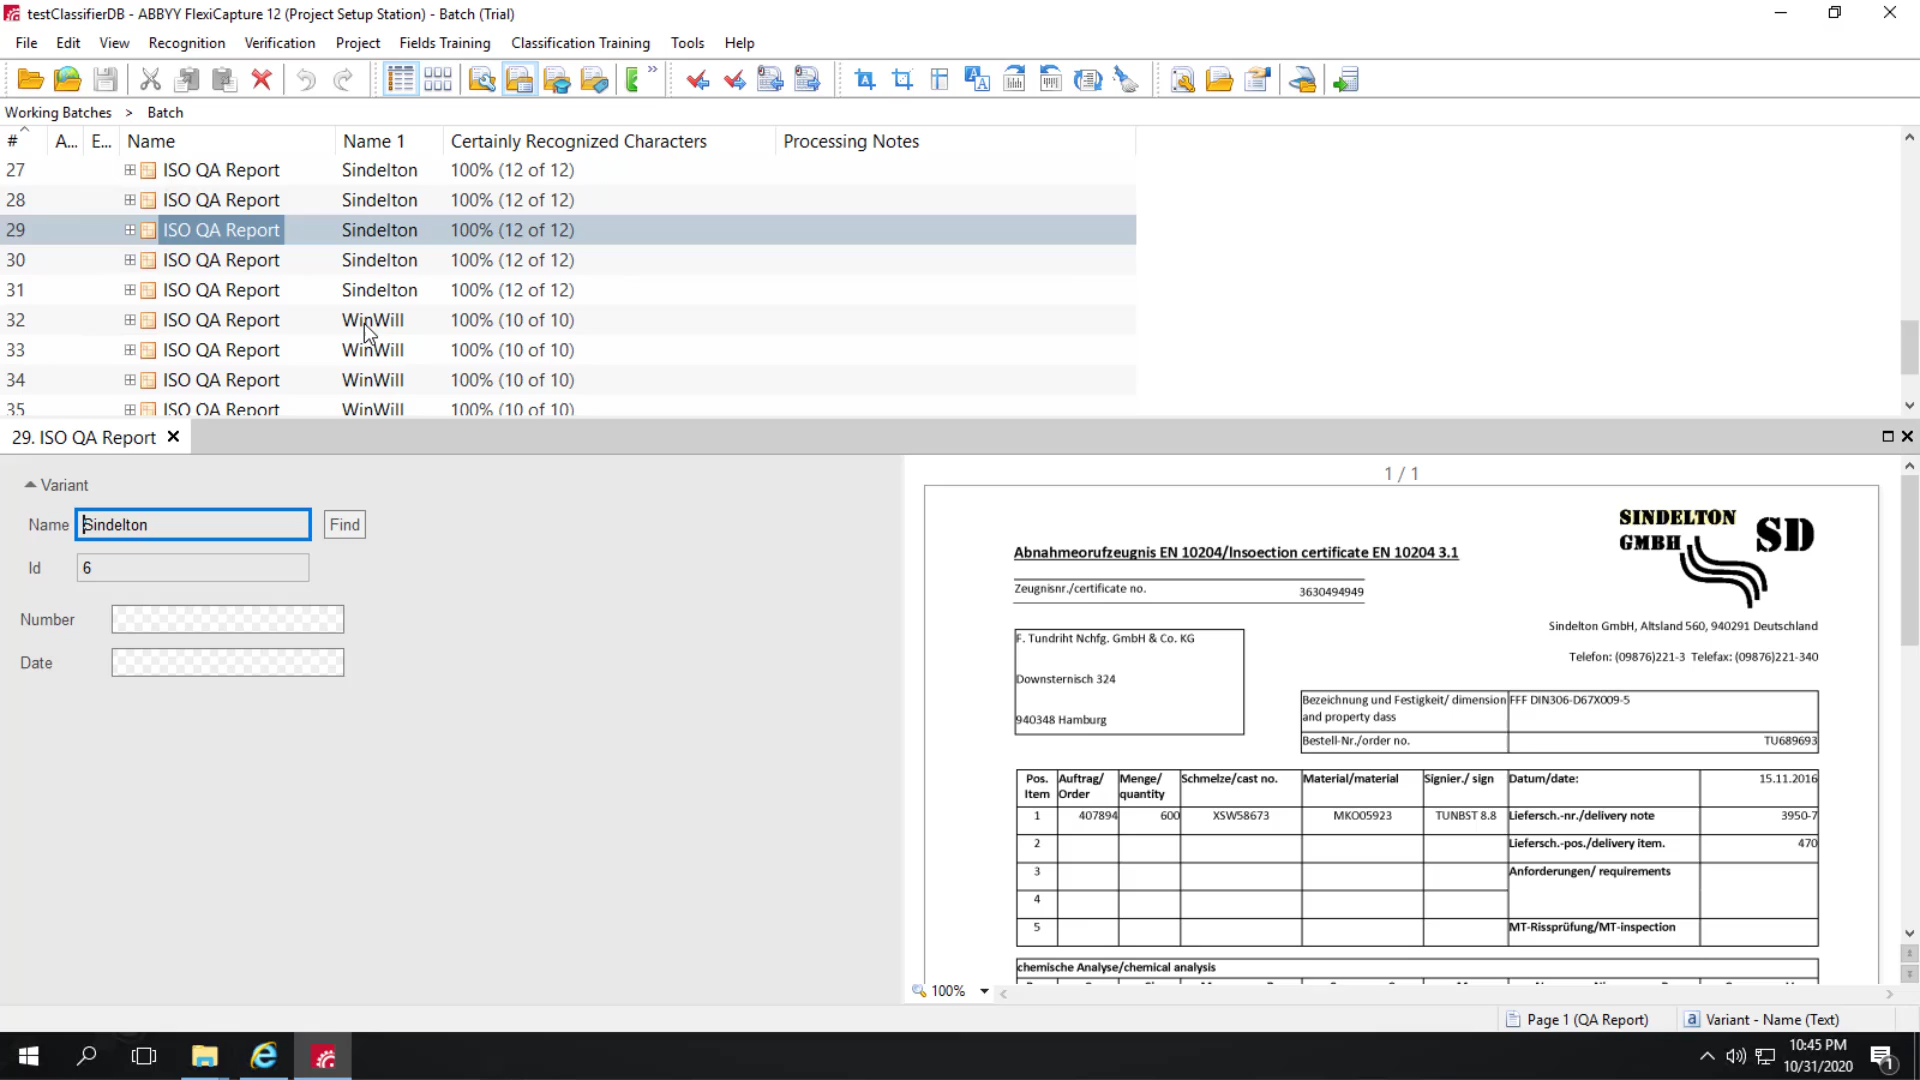 testClassifierDB - ABBYY FlexiCapture 12 (Project Setup Station) - Batch (Trial)
File Edit View Recognition Verification Project Fields Training Classification Training Tools Help
Working Batches > Batch
# A... E... Name Name 1 Certainly Recognized Characters Processing Notes
27 ISO QA Report Sindelton 100% (12 of 12)
28 ISO QA Report Sindelton 100% (12 of 12)
29 ISO QA Report Sindelton 100% (12 of 12)
30 ISO QA Report Sindelton 100% (12 of 12)
31 ISO QA Report Sindelton 100% (12 of 12)
32 ISO QA Report WinWill 100% (10 of 10)
33 ISO QA Report WinWill 100% (10 of 10)
34 ISO QA Report WinWill 100% (10 of 10)
35 ISO QA Report WinWill 100% (10 of 10)
29. ISO QA Report
Variant
Name Sindelton Find
Id 6
Number
Date
1 / 1
SINDELTON
GMBH SD
Abnahmeorufzeugnis EN 10204/Insoection certificate EN 10204 3.1
Zeugnisnr./certificate no. 3630494949
Sindelton GmbH, Altsland 560, 940291 Deutschland
F. Tundriht Nchfg. GmbH & Co. KG
Telefon: (09876)221-3 Telefax: (09876)221-340
Downsternisch 324
940348 Hamburg
Bezeichnung und Festigkeit/ dimension FFF DIN306-D67X009-5
and property dass
Bestell-Nr./order no. TU689693
Pos. Auftrag/ Menge/ Schmelze/cast no. Material/material Signier./ sign Datum/date: 15.11.2016
Item Order quantity
1 407894 600 XSW58673 MKO05923 TUNBST 8.8 Liefersch.-nr./delivery note 3950-7
2 Liefersch.-pos./delivery item. 470
3 Anforderungen/ requirements
4
5 MT-Rissprüfung/MT-inspection
chemische Analyse/chemical analysis
100%
Page 1 (QA Report) a Variant - Name (Text)
10:45 PM
10/31/2020
1